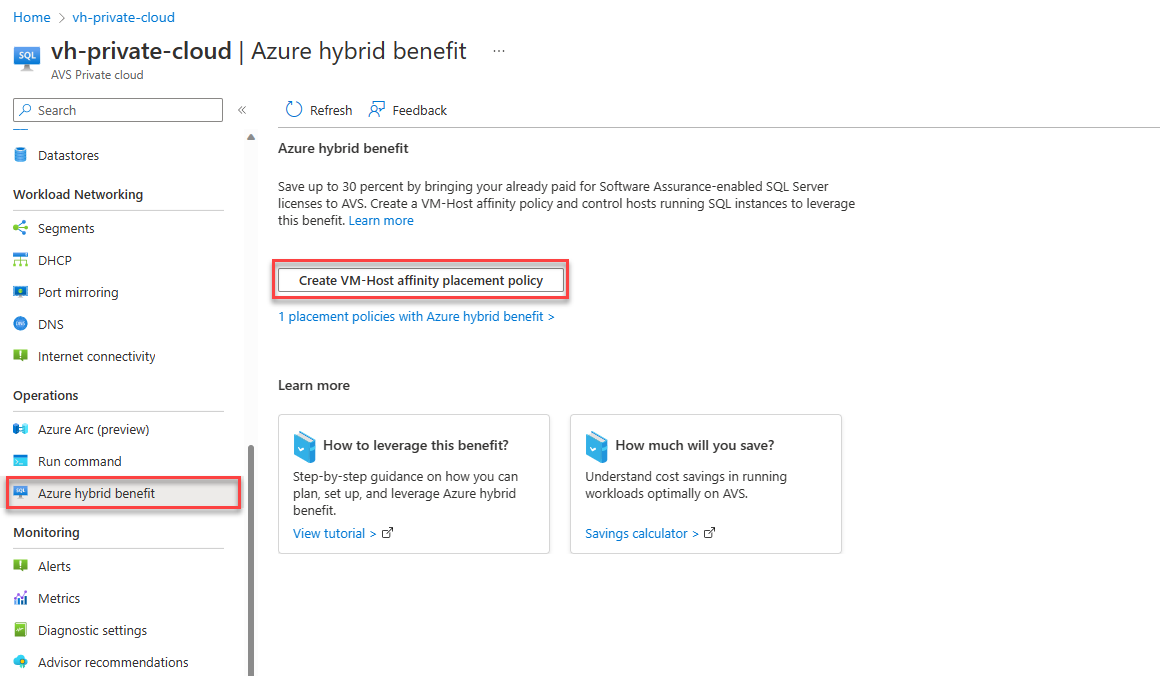 Home > vh-private-cloud
SQL
vh-private-cloud | Azure hybrid benefit ...
AVS Private cloud
Search «
Datastores
Workload Networking
Segments
DHCP
Port mirroring
DNS
DNS
Internet connectivity
Operations
Azure Arc (preview)
Run command
SQL
Azure hybrid benefit
Monitoring
Alerts
Metrics
Diagnostic settings
Advisor recommendations
Refresh
Feedback
Azure hybrid benefit
Save up to 30 percent by bringing your already paid for Software Assurance-enabled SQL Server
licenses to AVS. Create a VM-Host affinity policy and control hosts running SQL instances to leverage
this benefit. Learn more
Create VM-Host affinity placement policy
1 placement policies with Azure hybrid benefit >
Learn more
How to leverage this benefit?
Step-by-step guidance on how you can
plan, set up, and leverage Azure hybrid
benefit.
View tutorial >
How much will you save?
Understand cost savings in running
workloads optimally on AVS.
Savings calculator >